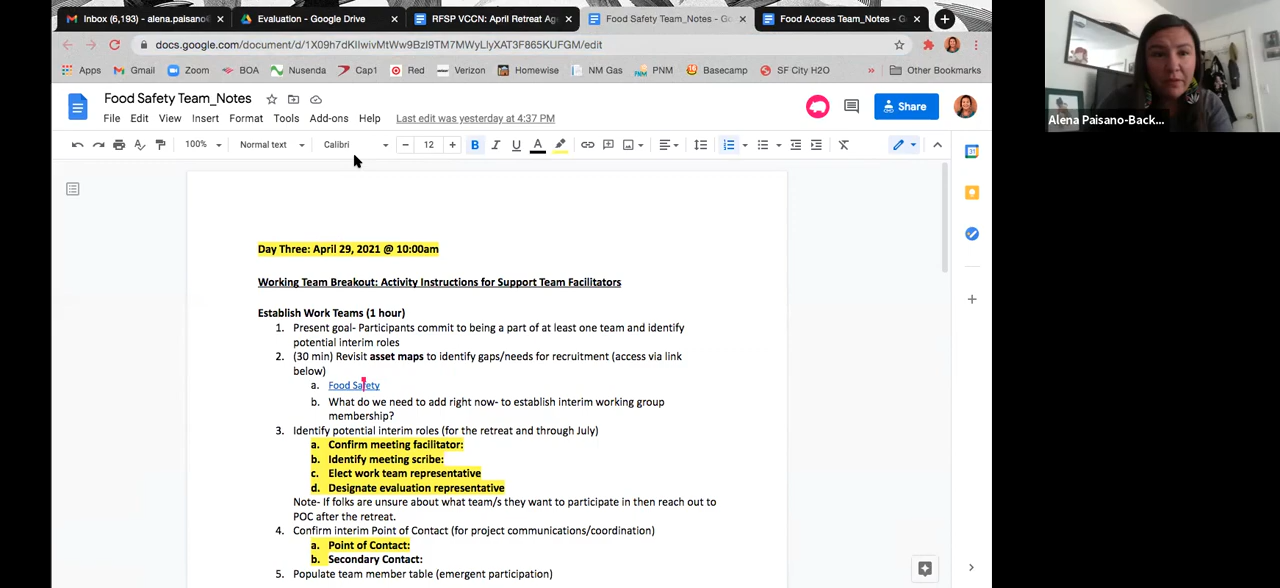 Inbox (6,193) - alena.paisano
Evaluation - Google Drive
RFSP VCCN: April Retreat Ag
Food Safety Team_Notes - Go
Food Access Team_Notes - G
docs.google.com/document/d/1X09h7dKIIwivMtWw9BzI9TM7MWyLlyXAT3F865KUFGM/edit
Apps Gmail Zoom BOA Nusenda Cap1 Red Verizon Homewise NM Gas PNM Basecamp SF City H2O » Other Bookmarks
Food Safety Team_Notes
File Edit View Insert Format Tools Add-ons Help Last edit was yesterday at 4:37 PM
Share
100% Normal text Calibri 12 B I U A
Day Three: April 29, 2021 @ 10:00am
Working Team Breakout: Activity Instructions for Support Team Facilitators
Establish Work Teams (1 hour)
1. Present goal- Participants commit to being a part of at least one team and identify
potential interim roles
2. (30 min) Revisit asset maps to identify gaps/needs for recruitment (access via link
below)
a. Food Safety
b. What do we need to add right now- to establish interim working group
membership?
3. Identify potential interim roles (for the retreat and through July)
a. Confirm meeting facilitator:
b. Identify meeting scribe:
c. Elect work team representative
d. Designate evaluation representative
Note- If folks are unsure about what team/s they want to participate in then reach out to
POC after the retreat.
4. Confirm interim Point of Contact (for project communications/coordination)
a. Point of Contact:
b. Secondary Contact:
5. Populate team member table (emergent participation)
Alena Paisano-Back...